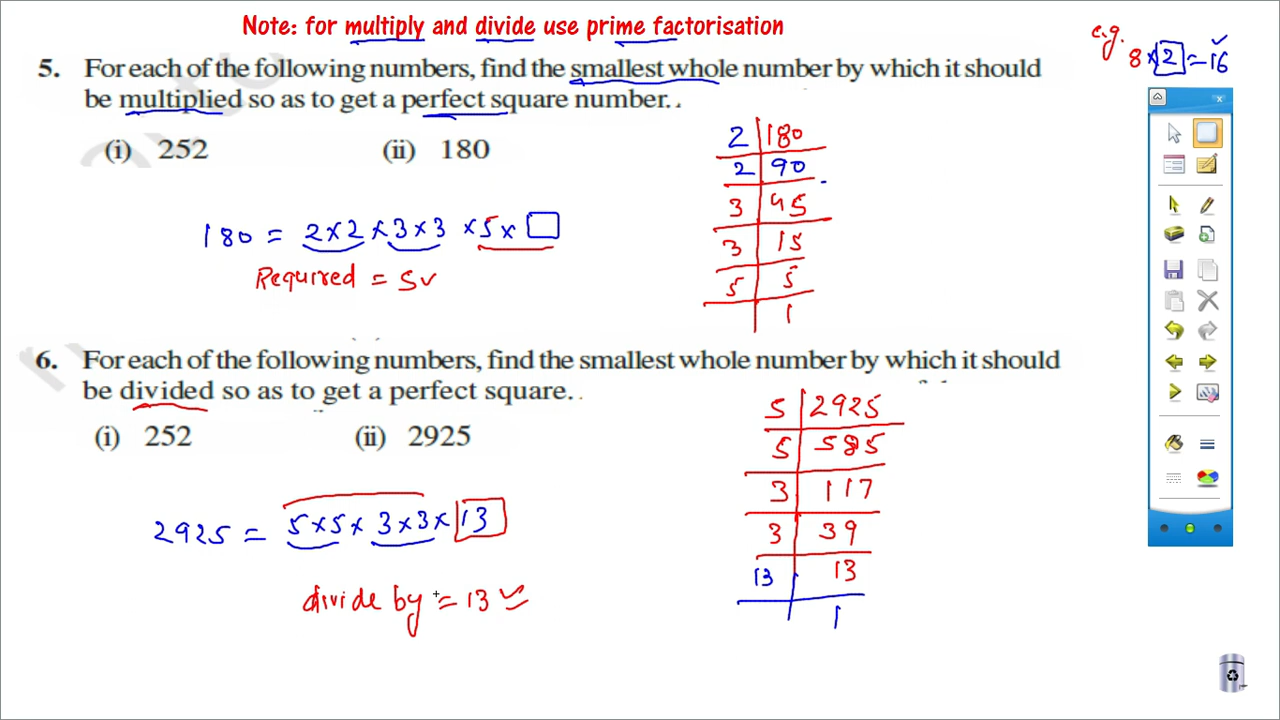 Note: for multiply and divide use prime factorisation
e.g. 8 × 2 = 16
5. For each of the following numbers, find the smallest whole number by which it should
be multiplied so as to get a perfect square number.
(i) 252 (ii) 180
2 | 180
2 | 90
3 | 45
3 | 15
5 | 5
1
180 = 2 × 2 × 3 × 3 × 5 ×
Required = 5
6. For each of the following numbers, find the smallest whole number by which it should
be divided so as to get a perfect square.
(i) 252 (ii) 2925
5 | 2925
5 | 585
3 | 117
3 | 39
13 | 13
1
2925 = 5 × 5 × 3 × 3 × 13
divide by = 13